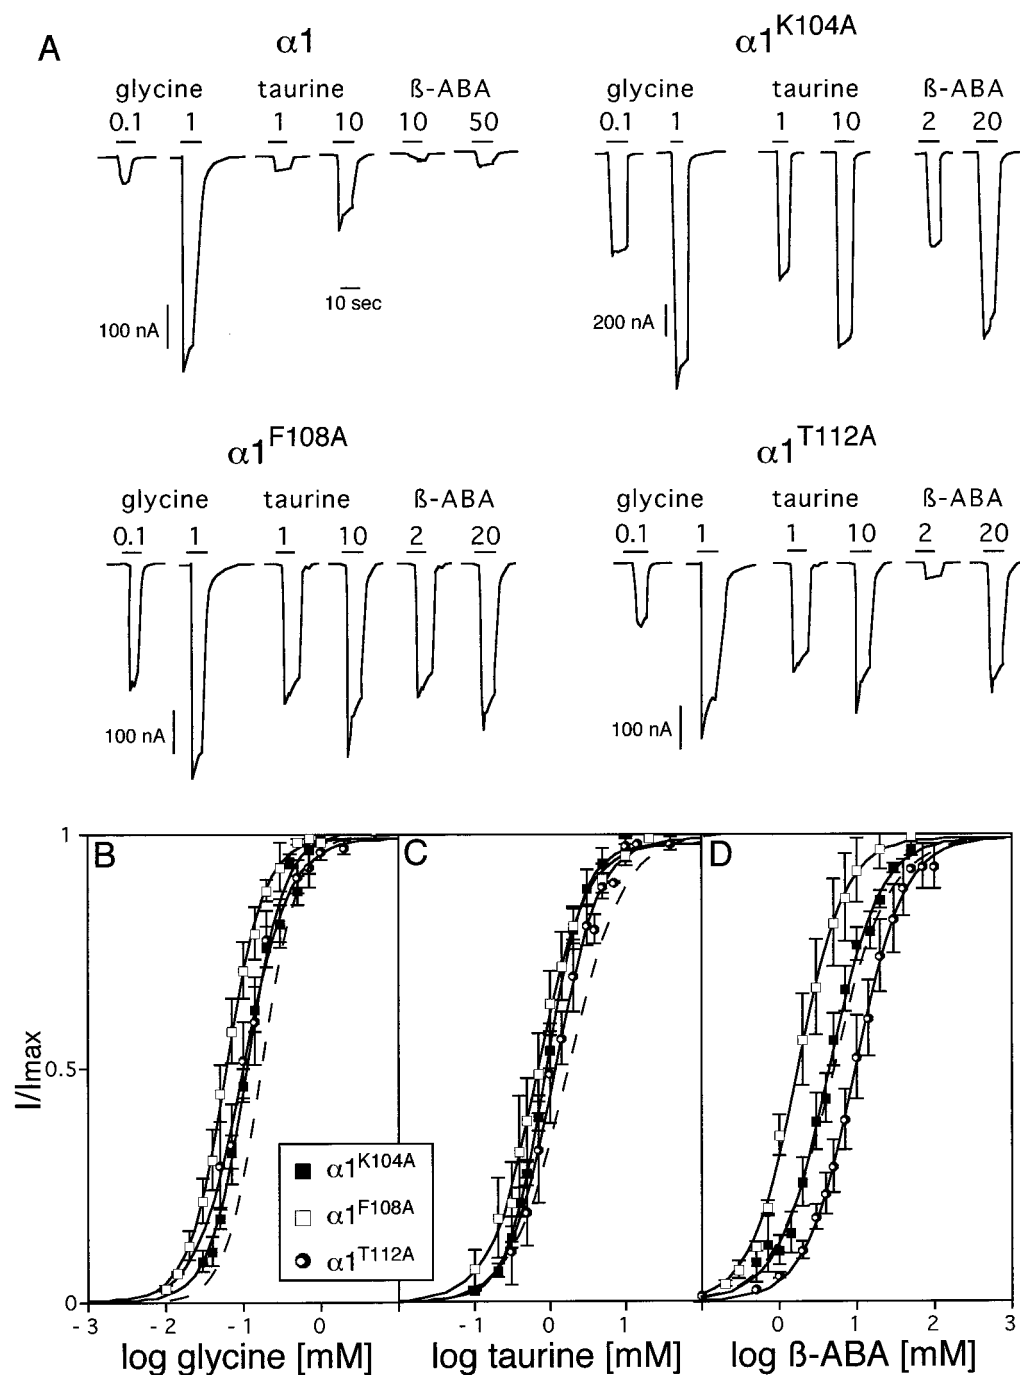 A
α1
α1K104A
glycine taurine ß-ABA
0.1 1 1 10 10 50
glycine taurine ß-ABA
0.1 1 1 10 2 20
10 sec
100 nA
200 nA
α1F108A
α1T112A
glycine taurine ß-ABA
0.1 1 1 10 2 20
glycine taurine ß-ABA
0.1 1 1 10 2 20
100 nA
100 nA
B
C
D
1
0.5
0
I/Imax
α1K104A
α1F108A
α1T112A
-3 -1 0
-1 0 1
0 1 2 3
log glycine [mM]
log taurine [mM]
log ß-ABA [mM]